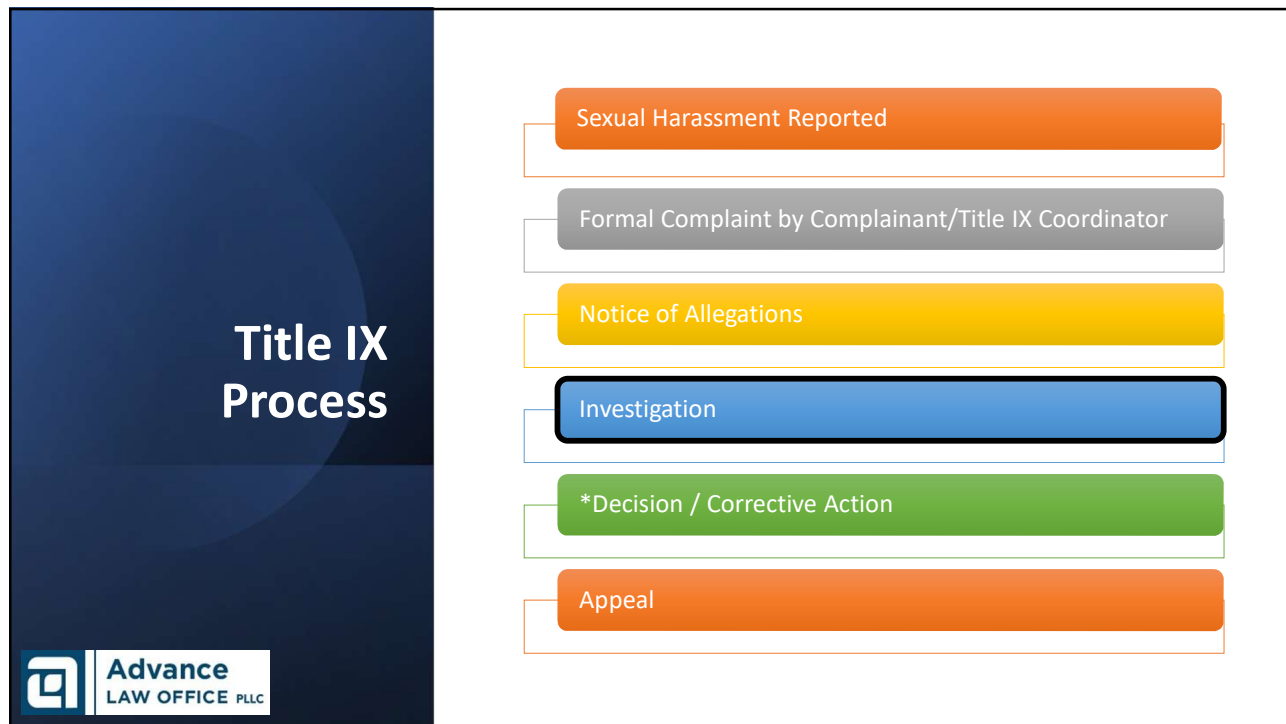 Title IX
Process
Sexual Harassment Reported
Formal Complaint by Complainant/Title IX Coordinator
Notice of Allegations
Investigation
*Decision / Corrective Action
Appeal
Advance
LAW OFFICE PLLC